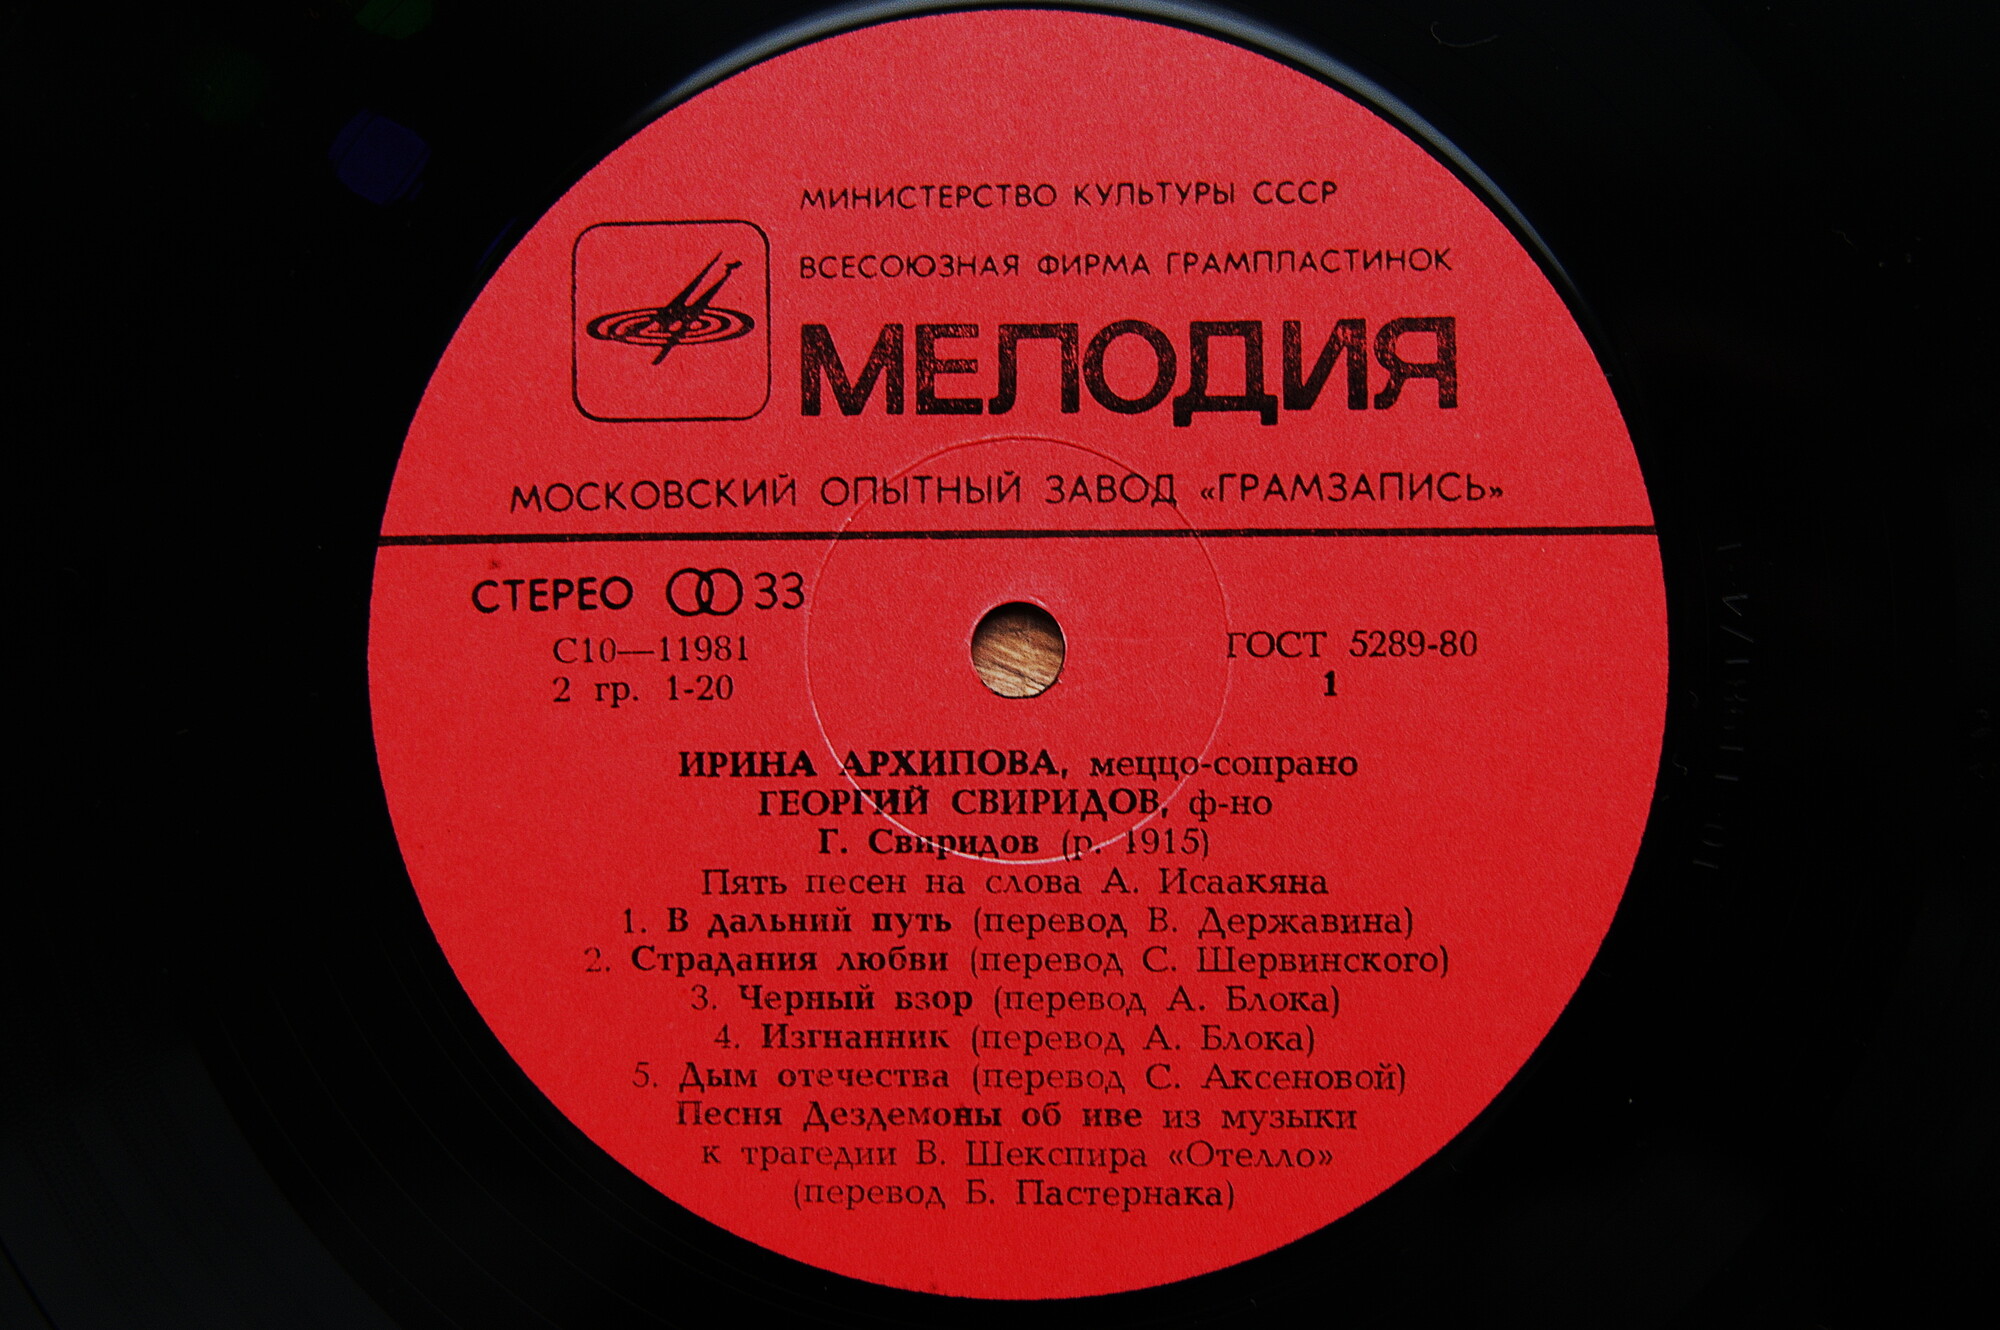 МИНИСТЕРСТВО КУЛЬТУРЫ СССР
ВСЕСОЮЗНАЯ ФИРМА ГРАМПЛАСТИНОК
МЕЛОДИЯ
МОСКОВСКИЙ ОПЫТНЫЙ ЗАВОД «ГРАМЗАПИСЬ»
СТЕРЕО 33
С10—11981
2 гр. 1-20
ГОСТ 5289-80
1
ИРИНА АРХИПОВА, меццо-сопрано
ГЕОРГИЙ СВИРИДОВ, ф-но
Г. Свиридов (р. 1915)
Пять песен на слова А. Исаакяна
1. В дальний путь (перевод В. Державина)
2. Страдания любви (перевод С. Шервинского)
3. Черный взор (перевод А. Блока)
4. Изгнанник (перевод А. Блока)
5. Дым отечества (перевод С. Аксеновой)
Песня Дездемоны об иве из музыки
к трагедии В. Шекспира «Отелло»
(перевод Б. Пастернака)